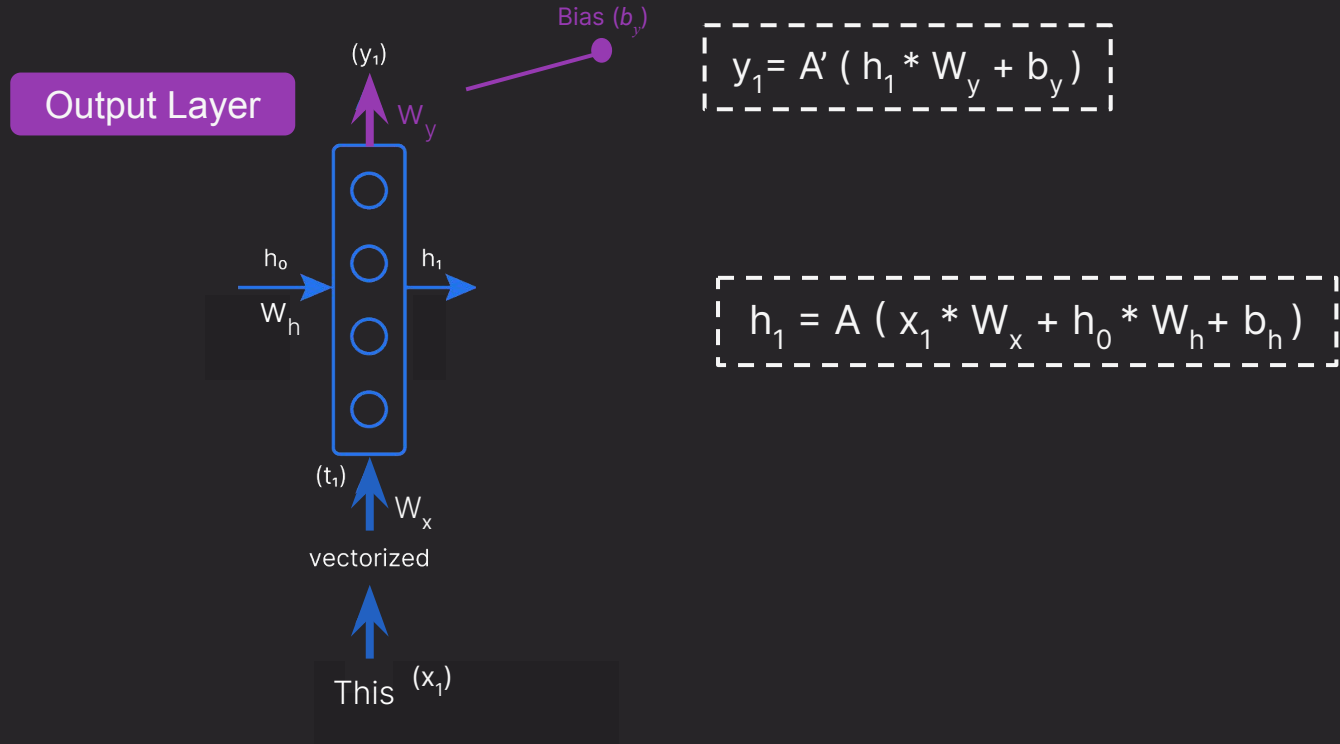 Bias (b_y)
(y₁)
y₁= A’ ( h₁ * W_y + b_y )
Output Layer
W_y
h₀
h₁
W_h
h₁ = A ( x₁ * W_x + h₀ * W_h+ b_h )
(t₁)
W_x
vectorized
This (x₁)